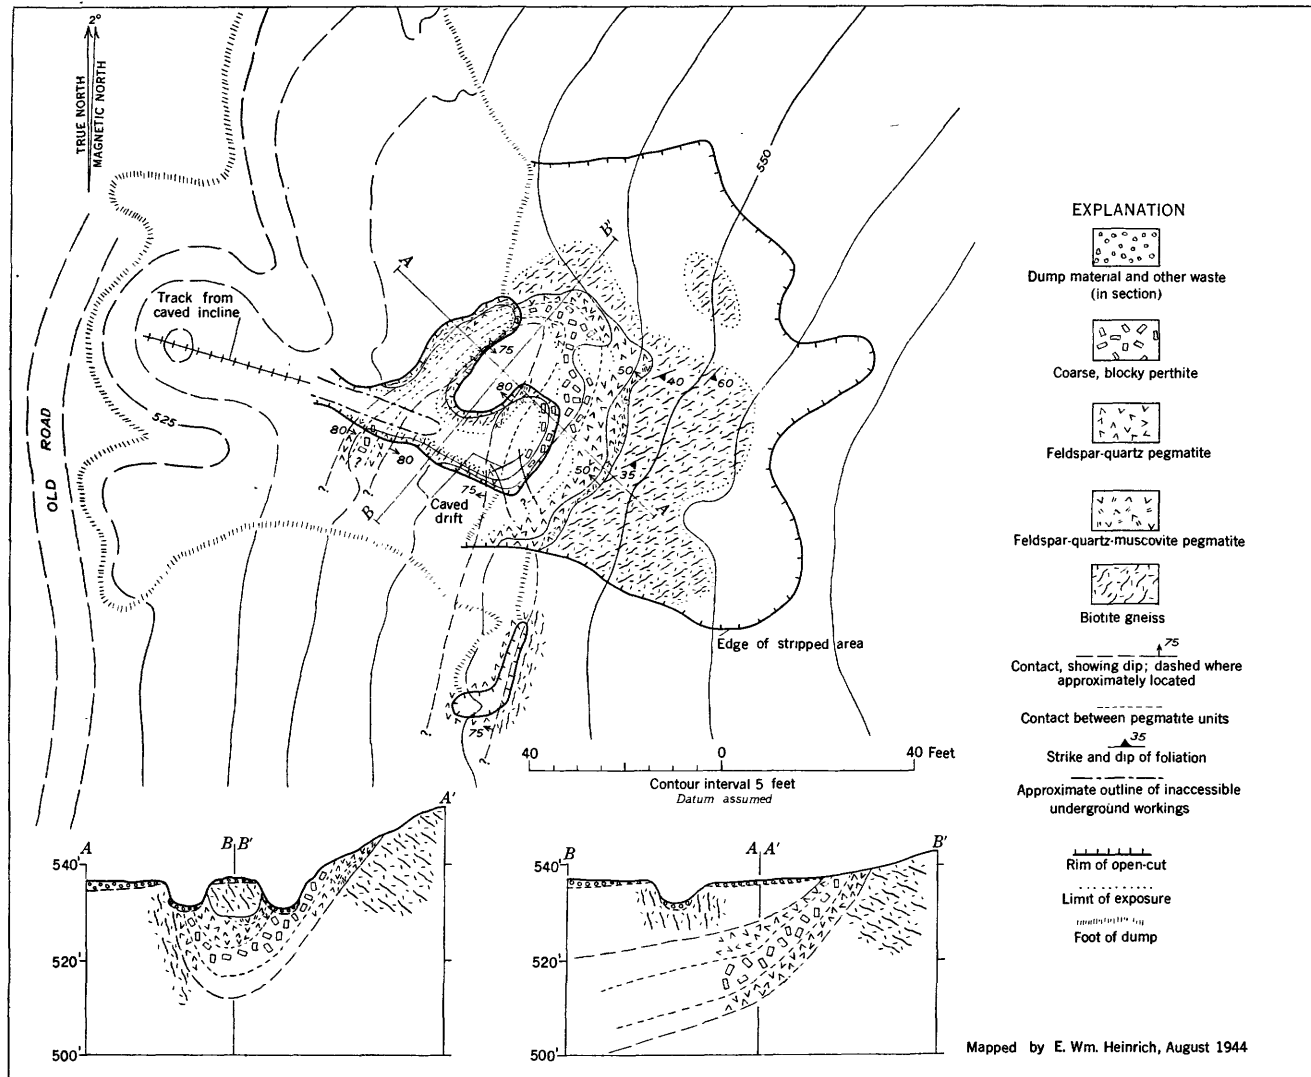 2°
TRUE NORTH
MAGNETIC NORTH
550
B'
A
Track from
caved incline
75
50
40
60
80
525
OLD ROAD
80
80
?
50
35
75
Caved
drift
B
A'
?
?
?
Edge of stripped area
75
?
?
40
0
40 Feet
Contour interval 5 feet
Datum assumed
EXPLANATION
Dump material and other waste
(in section)
Coarse, blocky perthite
Feldspar-quartz pegmatite
Feldspar-quartz-muscovite pegmatite
Biotite gneiss
75
Contact, showing dip; dashed where
approximately located
Contact between pegmatite units
35
Strike and dip of foliation
Approximate outline of inaccessible
underground workings
Rim of open-cut
Limit of exposure
Foot of dump
A
B B'
A'
540'
520'
500'
B
A A'
B'
540'
520'
500'
Mapped by E. Wm. Heinrich, August 1944